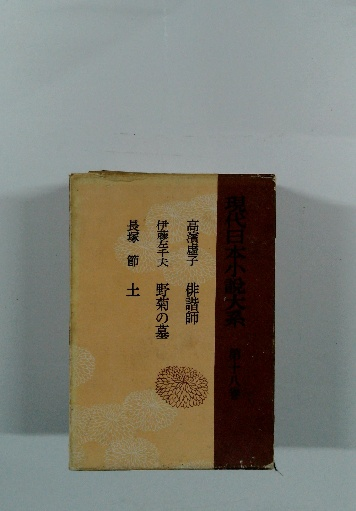 現代日本小說大系
第十八巻
高濱虚子 俳諧師
伊藤左千夫 野菊の墓
長塚節 土